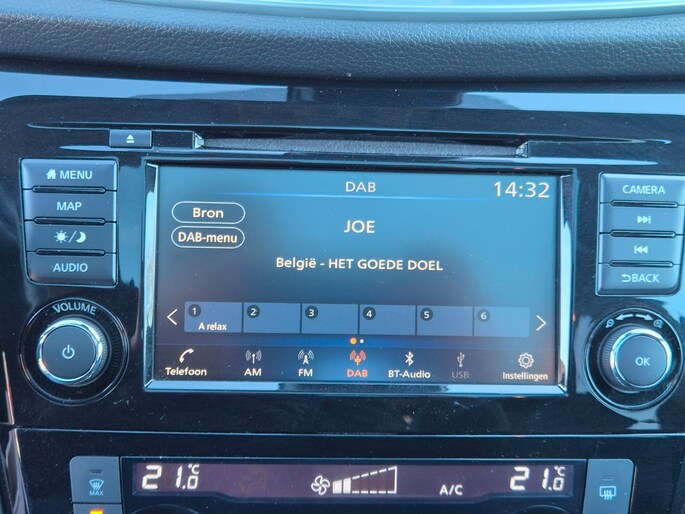 DAB 14:32
MENU
MAP
AUDIO
VOLUME
Bron
DAB-menu
JOE
België - HET GOEDE DOEL
1 2 3 4 5 6
A relax
Telefoon AM FM DAB BT-Audio USB Instellingen
CAMERA
BACK
OK
MAX
21.0 °C
A/C
21.0 °C